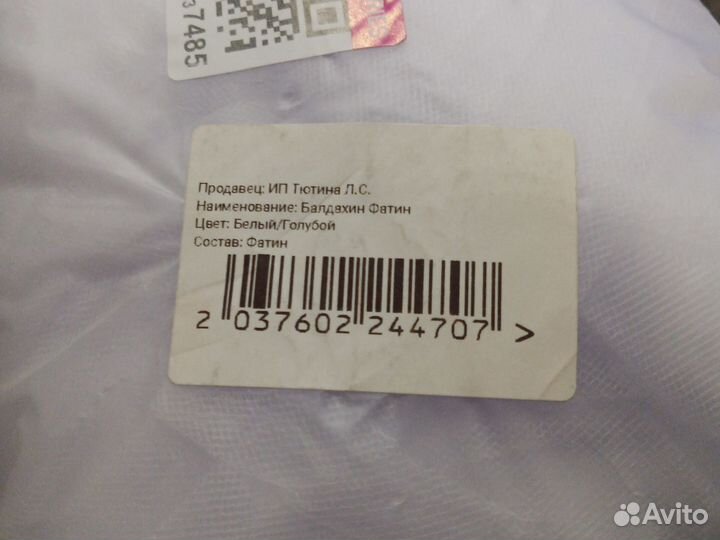 37485
Продавец: ИП Тютина Л.С.
Наименование: Балдахин Фатин
Цвет: Белый/Голубой
Состав: Фатин
2 037602 244707 >
Avito